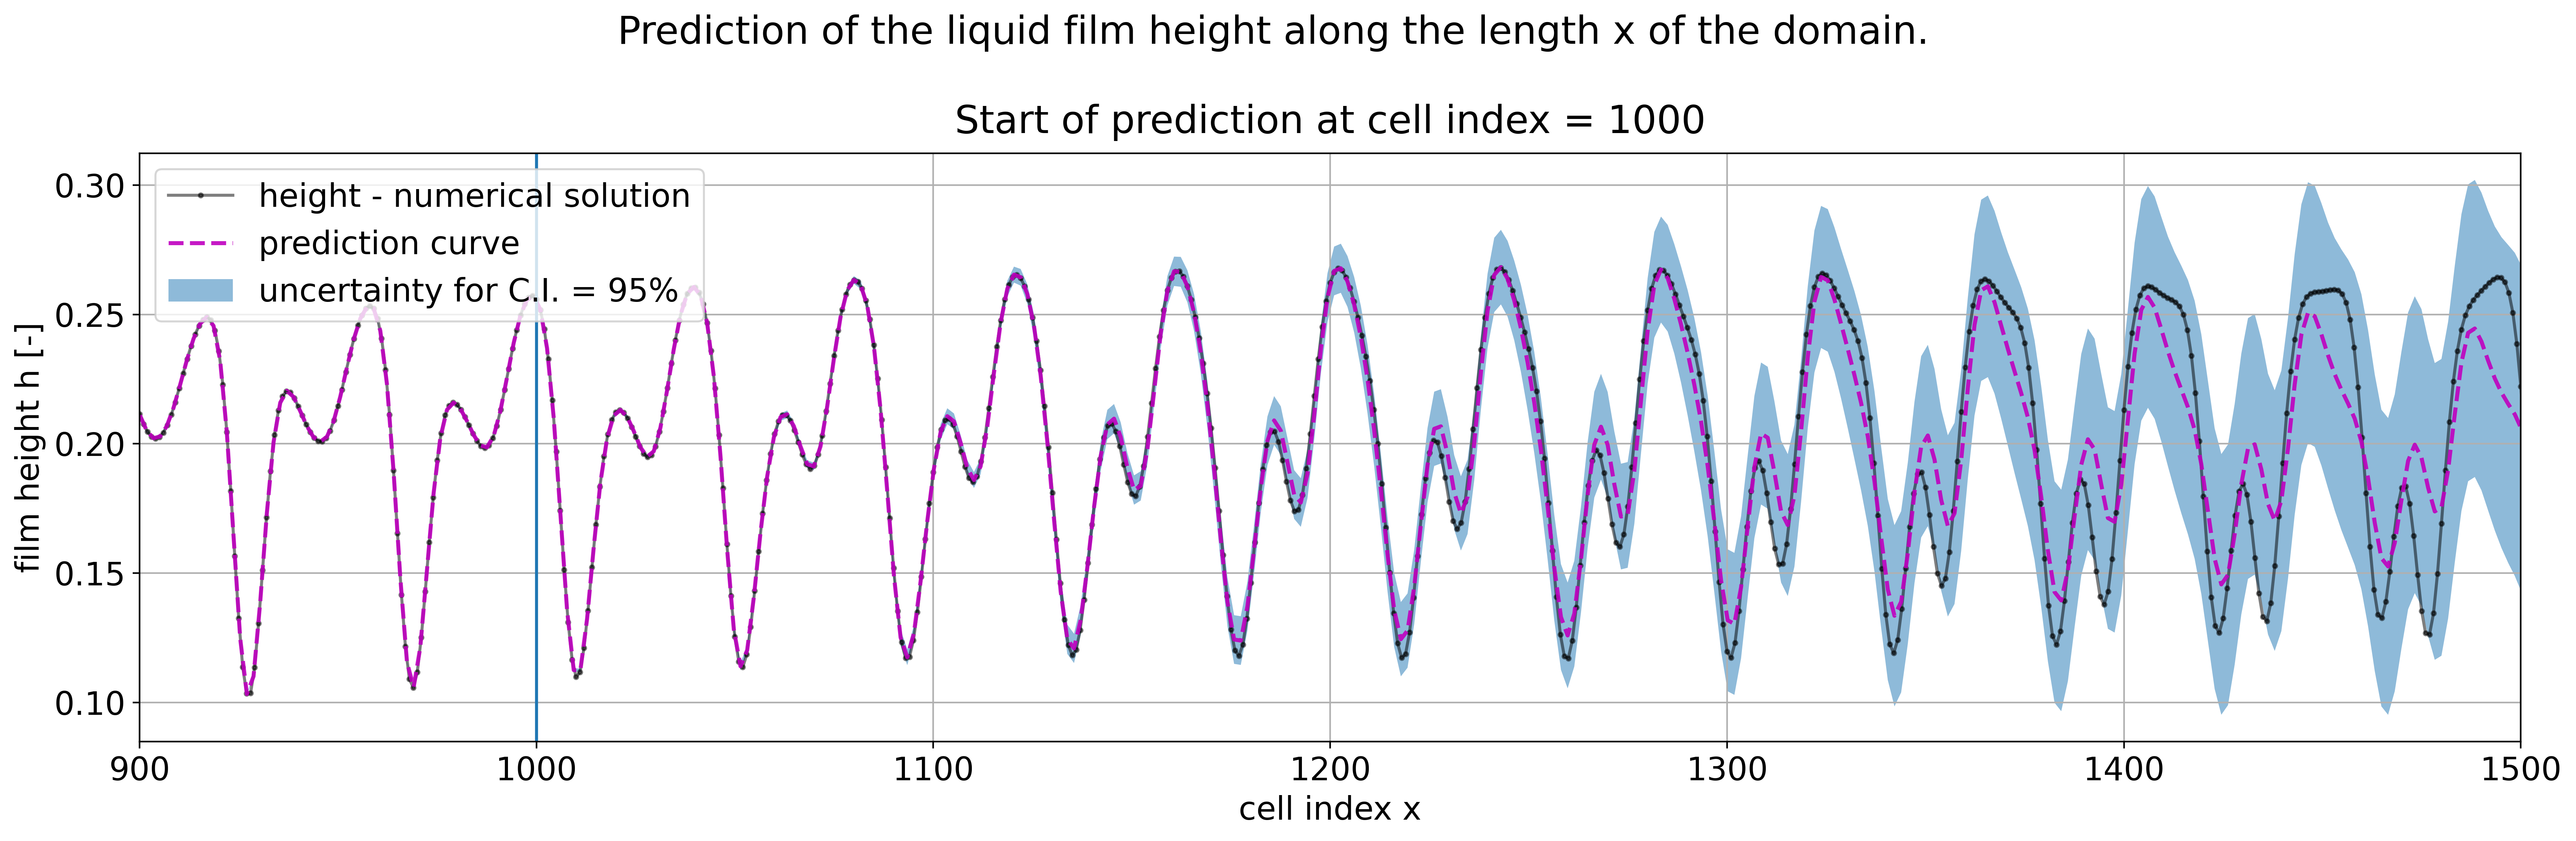 Prediction of the liquid film height along the length x of the domain.
Start of prediction at cell index = 1000
height - numerical solution
prediction curve
uncertainty for C.I. = 95%
film height h [-]
0.30
0.25
0.20
0.15
0.10
900 1000 1100 1200 1300 1400 1500
cell index x